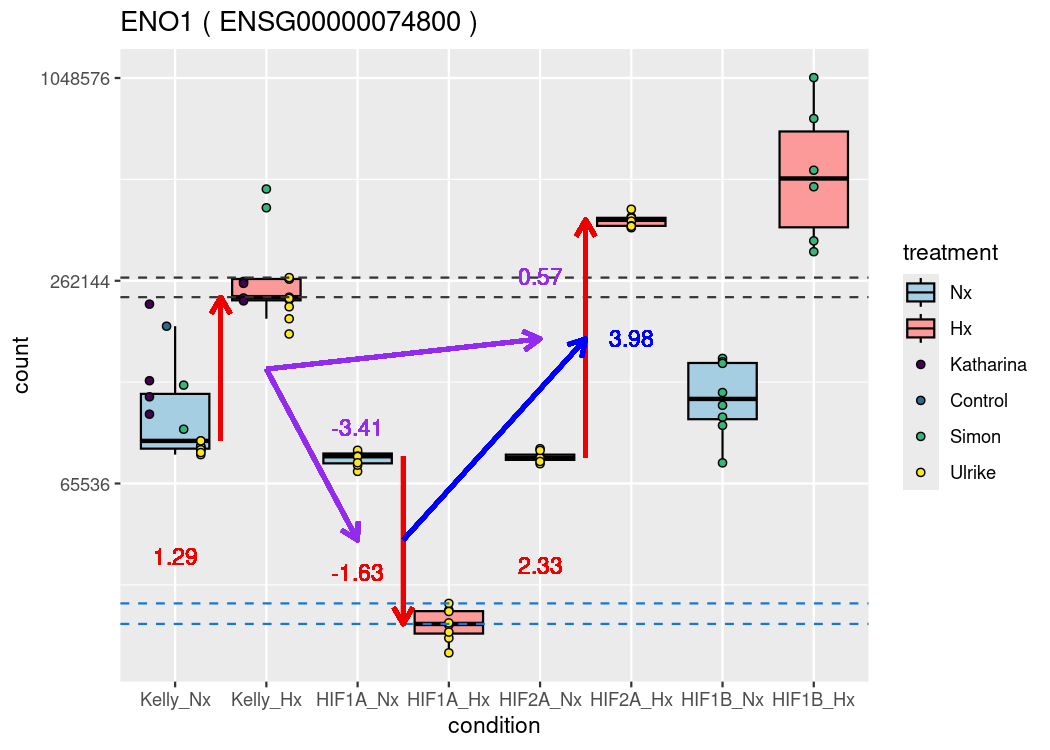 ENO1 ( ENSG00000074800 )
1048576
262144
65536
count
0.57
3.98
-3.41
1.29
-1.63
2.33
Kelly_Nx
Kelly_Hx
HIF1A_Nx
HIF1A_Hx
HIF2A_Nx
HIF2A_Hx
HIF1B_Nx
HIF1B_Hx
condition
treatment
Nx
Hx
Katharina
Control
Simon
Ulrike